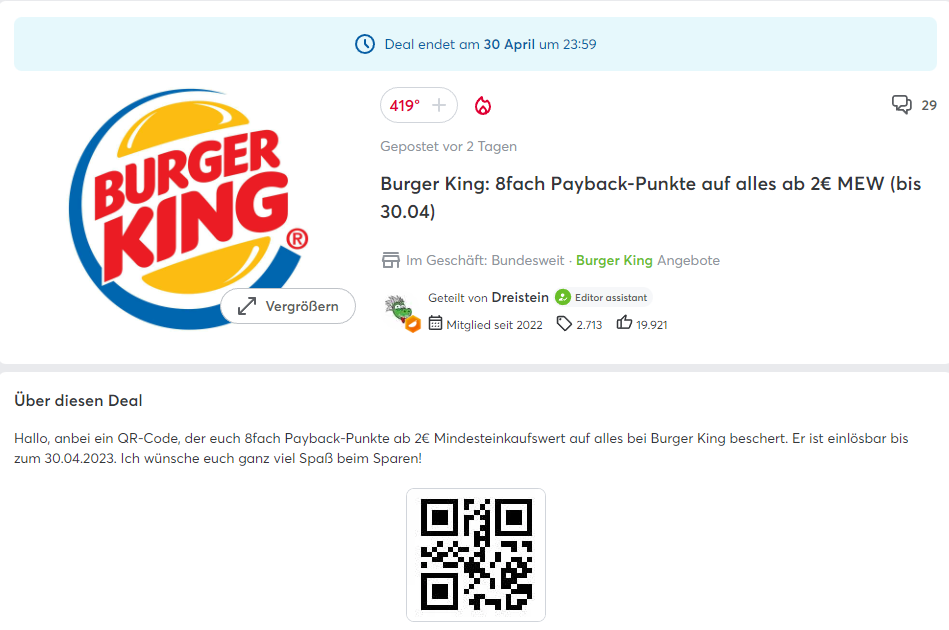 Deal endet am 30 April um 23:59
BURGER
KING®
Vergrößern
419°
29
Gepostet vor 2 Tagen
Burger King: 8fach Payback-Punkte auf alles ab 2€ MEW (bis
30.04)
Im Geschäft: Bundesweit · Burger King Angebote
Geteilt von Dreistein Editor assistant
Mitglied seit 2022 2.713 19.921
Über diesen Deal
Hallo, anbei ein QR-Code, der euch 8fach Payback-Punkte ab 2€ Mindesteinkaufswert auf alles bei Burger King beschert. Er ist einlösbar bis
zum 30.04.2023. Ich wünsche euch ganz viel Spaß beim Sparen!